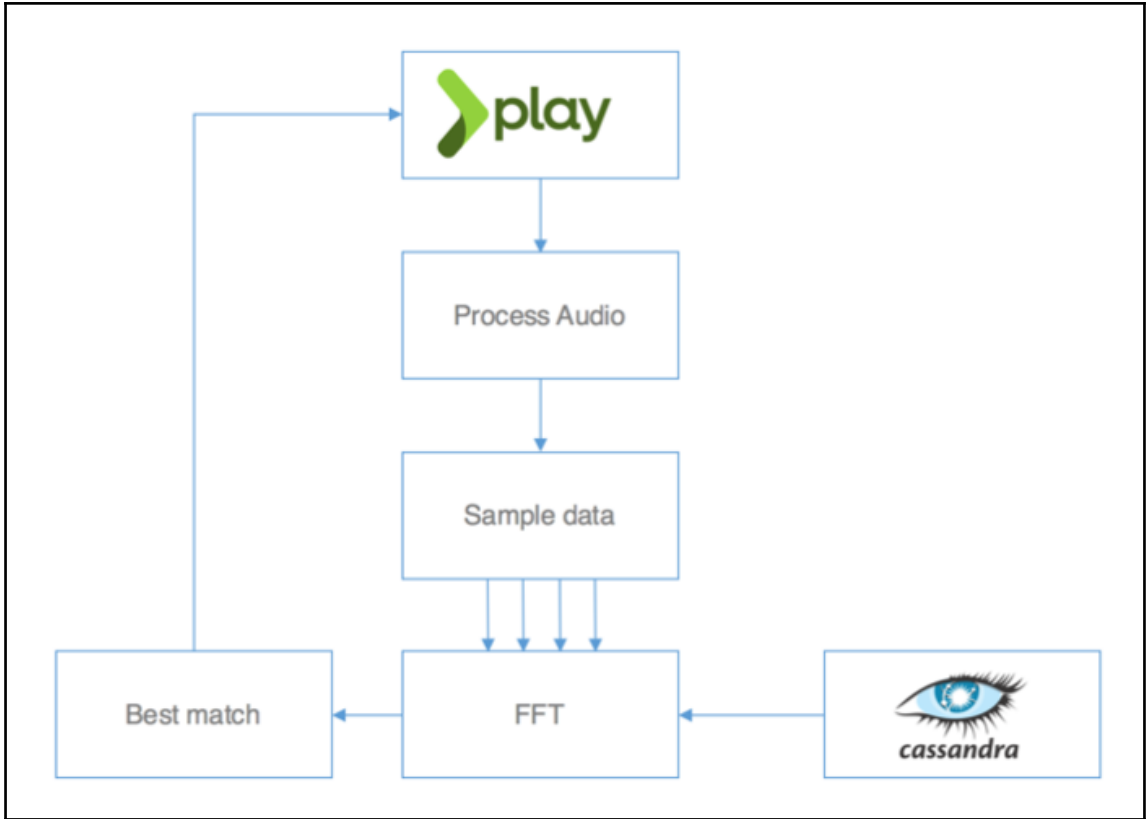 play
Process Audio
Sample data
Best match
FFT
cassandra